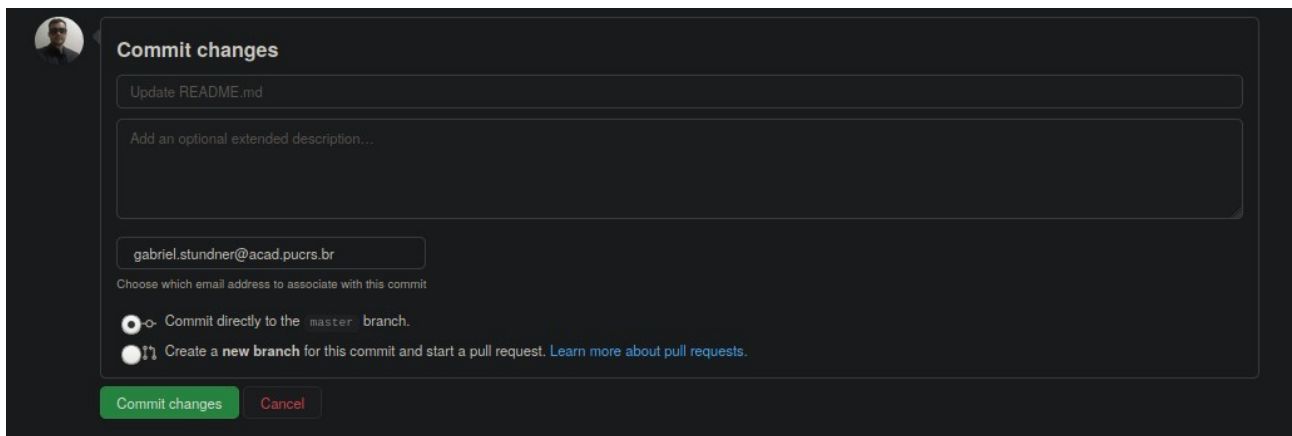 Commit changes
Update README.md
Add an optional extended description…
gabriel.stundner@acad.pucrs.br
Choose which email address to associate with this commit
Commit directly to the master branch.
Create a new branch for this commit and start a pull request. Learn more about pull requests.
Commit changes Cancel